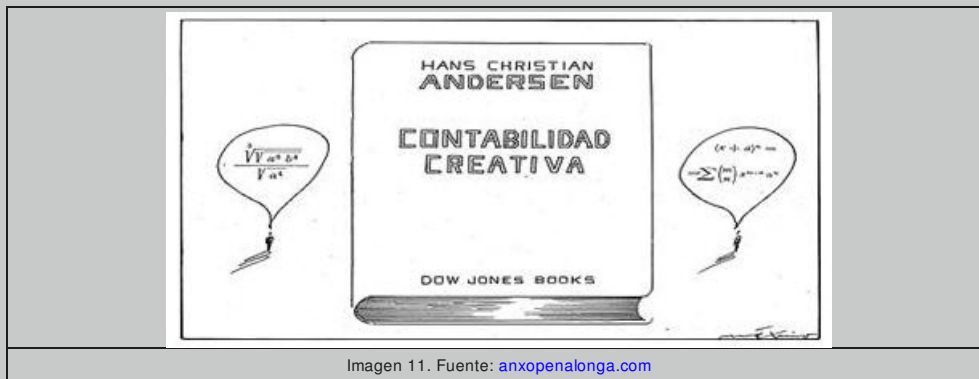 HANS CHRISTIAN
ANDERSEN
CONTABILIDAD
CREATIVA
DOW JONES BOOKS
Imagen 11. Fuente: anxopenalonga.com